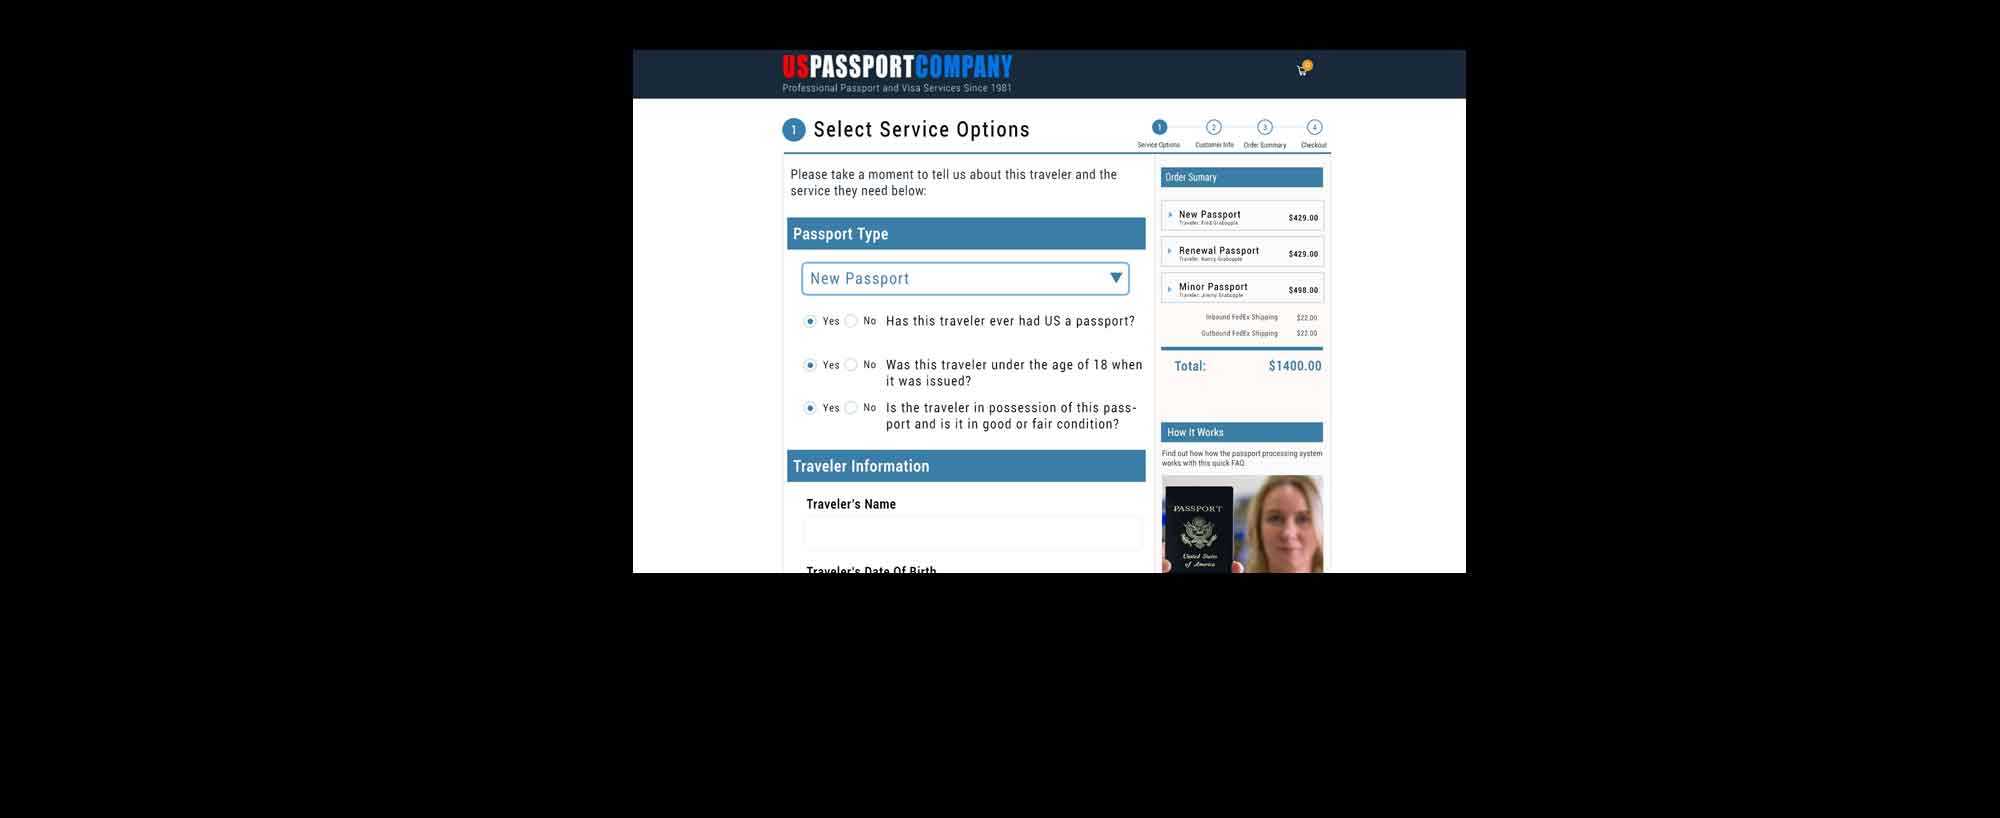 USPASSPORTCOMPANY
Professional Passport and Visa Services Since 1981
0
1 Select Service Options
1 2 3 4
Service Options Customer Info Order Summary Checkout
Please take a moment to tell us about this traveler and the
service they need below:
Passport Type
New Passport
Yes No Has this traveler ever had US a passport?
Yes No Was this traveler under the age of 18 when
it was issued?
Yes No Is the traveler in possession of this pass-
port and is it in good or fair condition?
Traveler Information
Traveler's Name
Traveler's Date Of Birth
Order Sumary
New Passport $429.00
Traveler: Fred Grabapple
Renewal Passport $429.00
Traveler: Nancy Grabapple
Minor Passport $498.00
Traveler: Jimmy Grabapple
Inbound FedEx Shipping $22.00
Outbound FedEx Shipping $22.00
Total: $1400.00
How It Works
Find out how how the passport processing system
works with this quick FAQ
PASSPORT
United States
of America